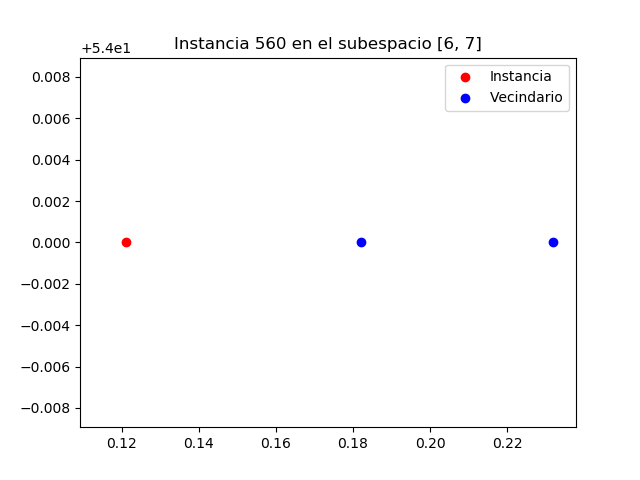 Instancia 560 en el subespacio [6, 7]
+5.4e1
0.008
0.006
0.004
0.002
0.000
−0.002
−0.004
−0.006
−0.008
Instancia
Vecindario
0.12 0.14 0.16 0.18 0.20 0.22